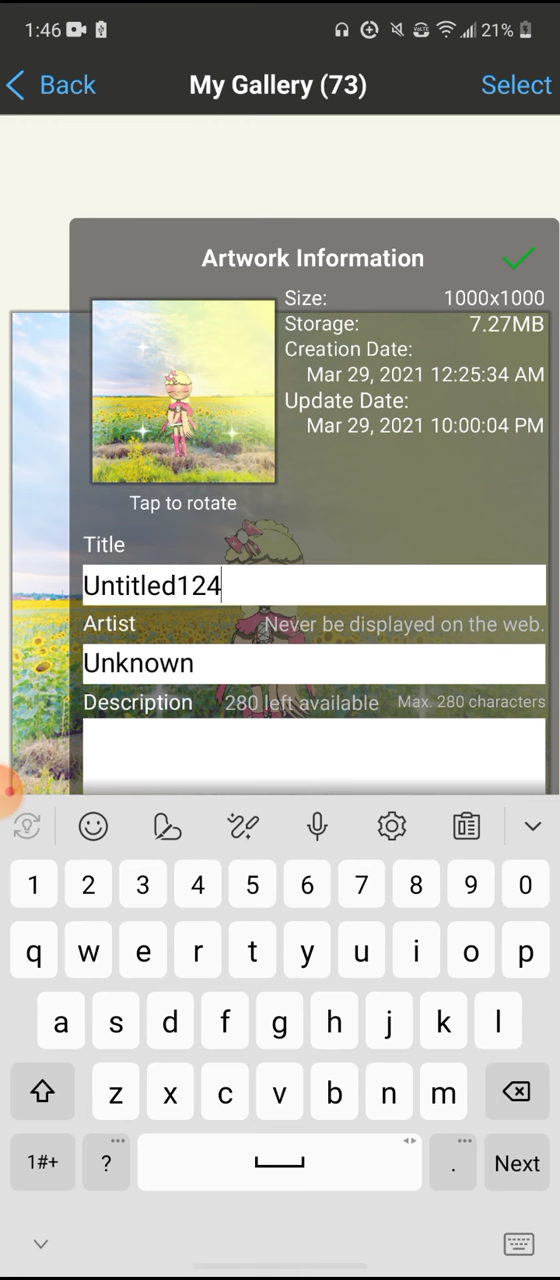 1:46 21%
Back My Gallery (73) Select
Artwork Information
Size: 1000x1000
Storage: 7.27MB
Creation Date:
Mar 29, 2021 12:25:34 AM
Update Date:
Mar 29, 2021 10:00:04 PM
Tap to rotate
Title
Untitled124
Artist Never be displayed on the web.
Unknown
Description 280 left available Max. 280 characters
1 2 3 4 5 6 7 8 9 0
q w e r t y u i o p
a s d f g h j k l
z x c v b n m
1#+ ? . Next